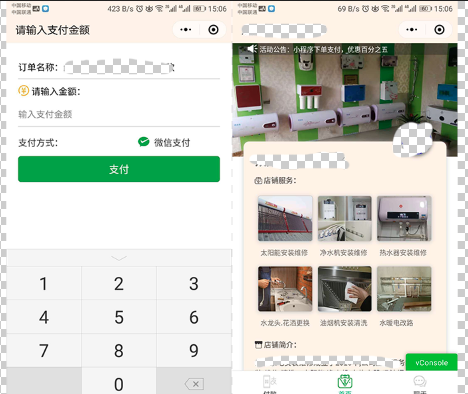 中国移动
中国联通
423 B/s
15:06
请输入支付金额
订单名称：
请输入金额：
输入支付金额
支付方式：
微信支付
支付
1 2 3
4 5 6
7 8 9
0
中国移动
中国联通
69 B/s
15:06
活动公告：小程序下单支付，优惠百分之五
店铺服务：
太阳能安装维修 净水机安装维修 热水器安装维修
水龙头.花洒更换 油烟机安装清洗 水暖电改路
店铺简介：
vConsole
付款 首页 聊天